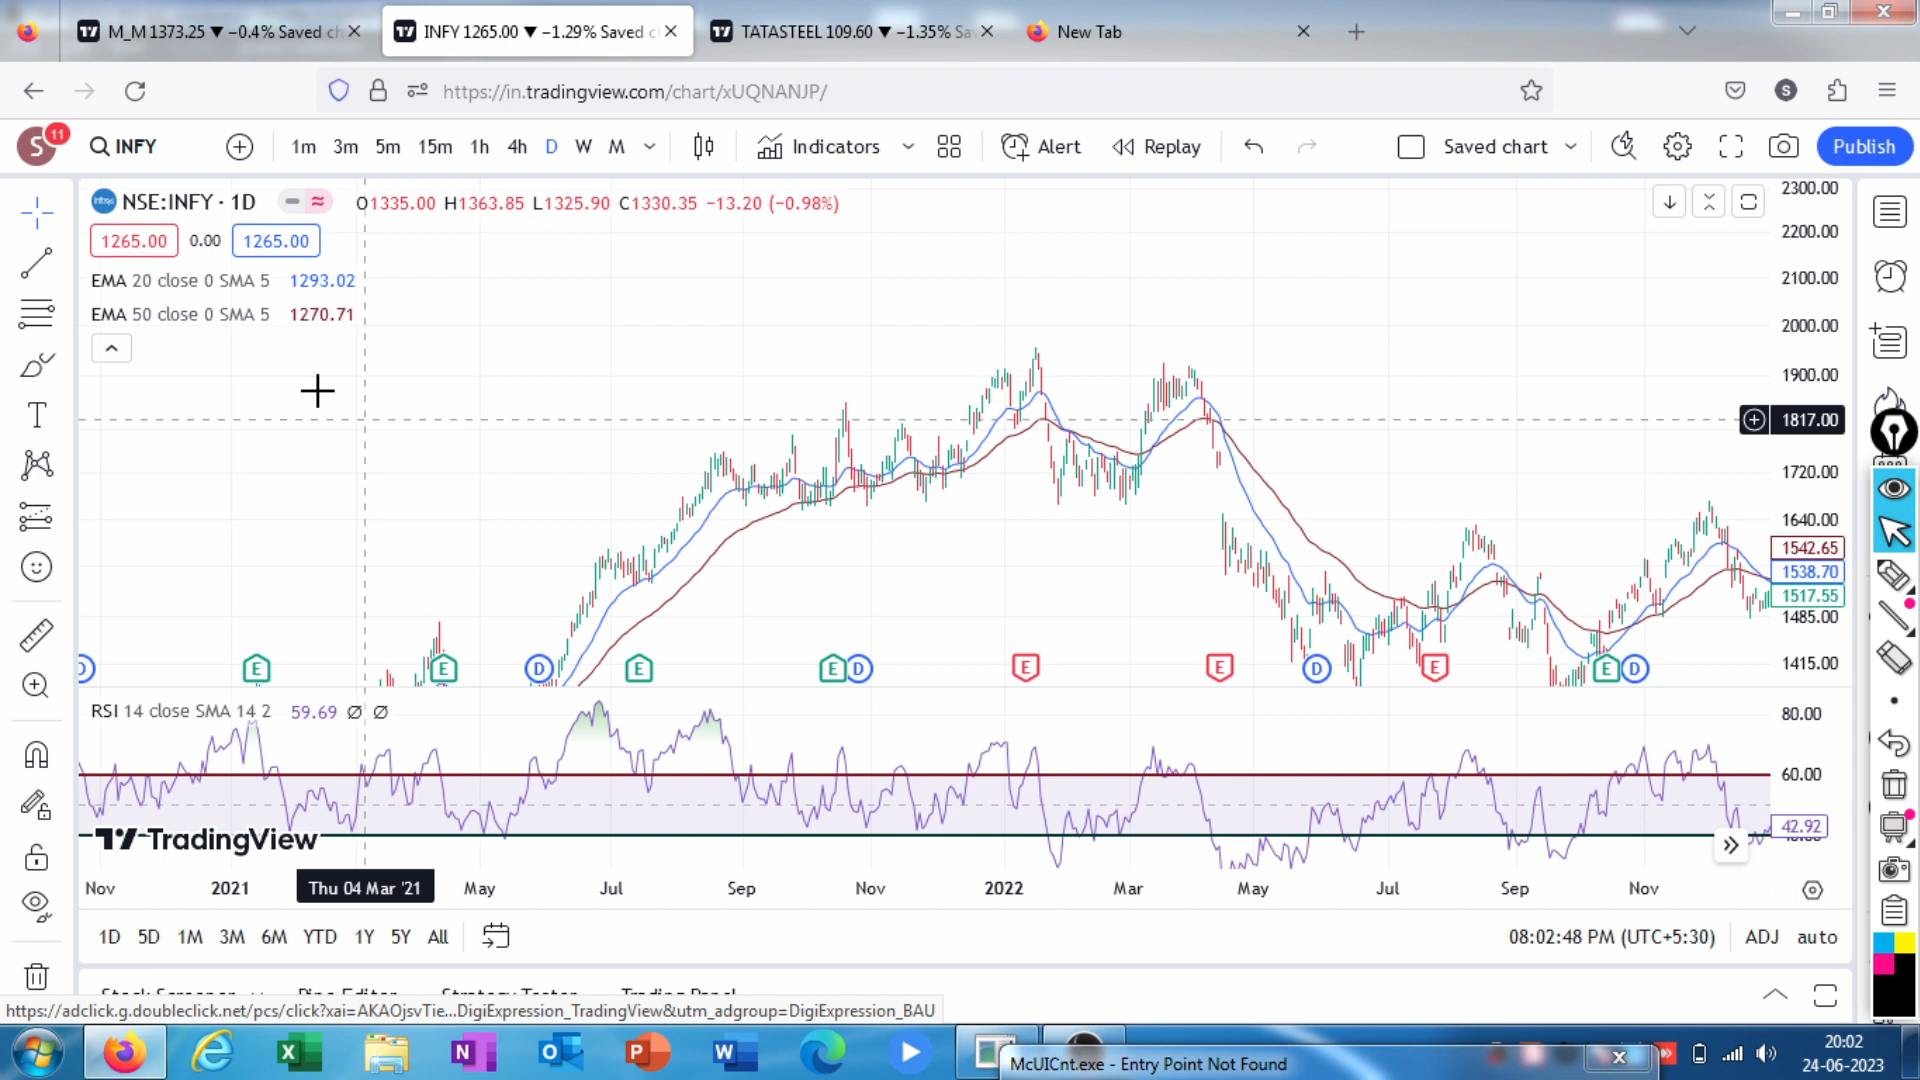 M_M 1373.25 ▼ −0.4% Saved ch
INFY 1265.00 ▼ −1.29% Saved c
TATASTEEL 109.60 ▼ −1.35% Sa
New Tab
https://in.tradingview.com/chart/xUQNANJP/
S
S 11 INFY 1m 3m 5m 15m 1h 4h D W M Indicators Alert Replay Saved chart Publish
NSE:INFY · 1D O1335.00 H1363.85 L1325.90 C1330.35 −13.20 (−0.98%)
1265.00 0.00 1265.00
EMA 20 close 0 SMA 5 1293.02
EMA 50 close 0 SMA 5 1270.71
2300.00
2200.00
2100.00
2000.00
1900.00
1817.00
1720.00
1640.00
1542.65
1538.70
1517.55
1485.00
1415.00
D E E D E E D E E D E E D
RSI 14 close SMA 14 2 59.69 Ø Ø
80.00
60.00
42.92
TradingView
Nov 2021 Thu 04 Mar '21 May Jul Sep Nov 2022 Mar May Jul Sep Nov
1D 5D 1M 3M 6M YTD 1Y 5Y All
08:02:48 PM (UTC+5:30) ADJ auto
https://adclick.g.doubleclick.net/pcs/click?xai=AKAOjsvTie...DigiExpression_TradingView&utm_adgroup=DigiExpression_BAU
McUICnt.exe - Entry Point Not Found
20:02
24-06-2023